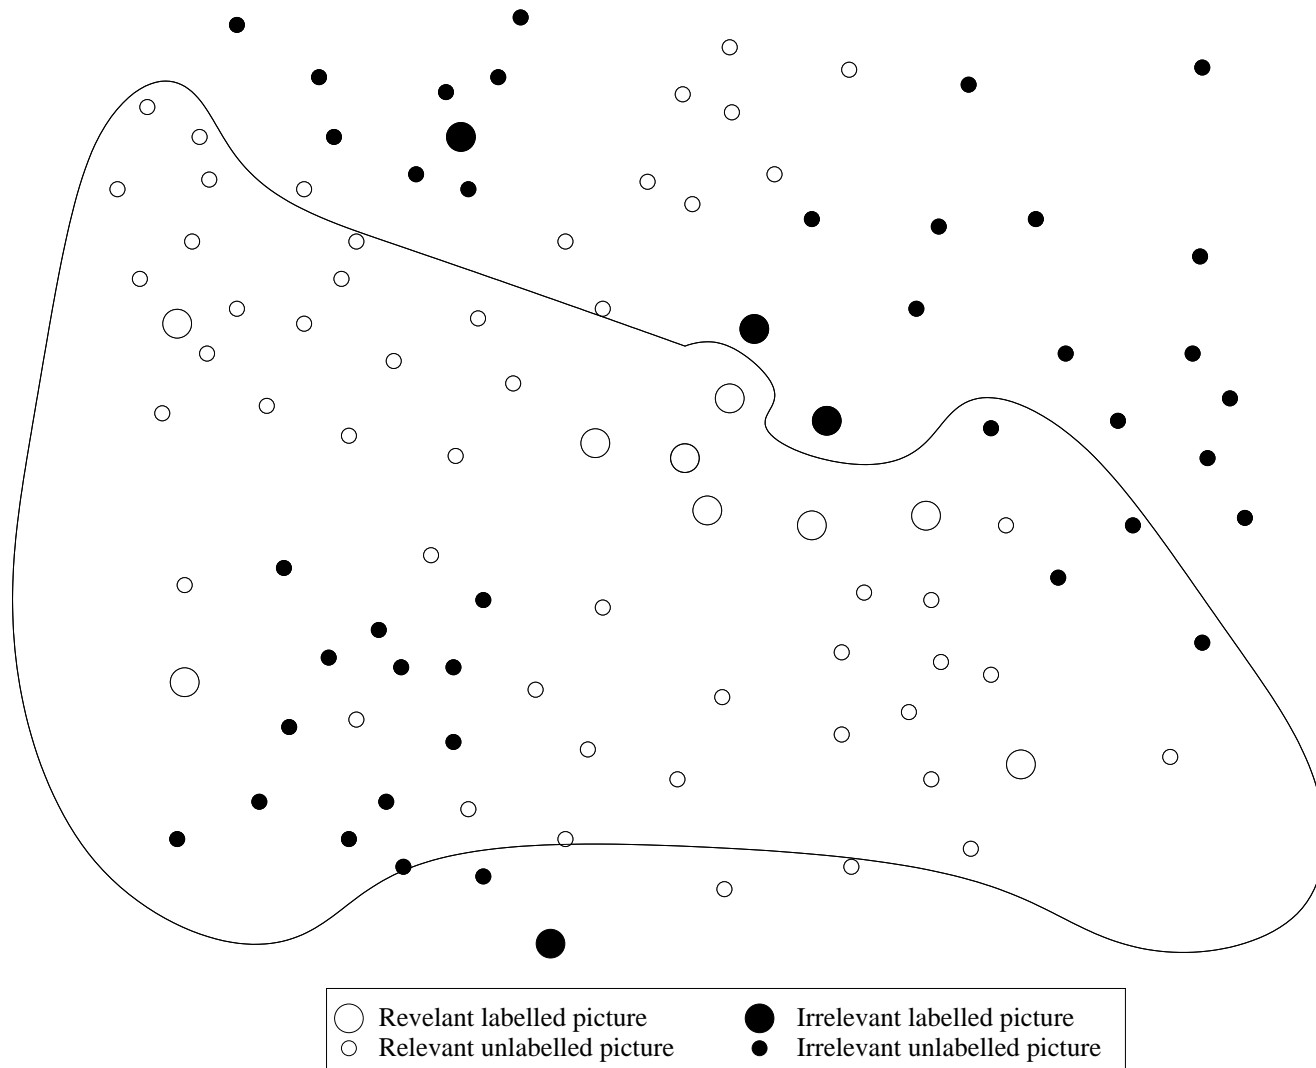 Revelant labelled picture
Irrelevant labelled picture
Relevant unlabelled picture
Irrelevant unlabelled picture